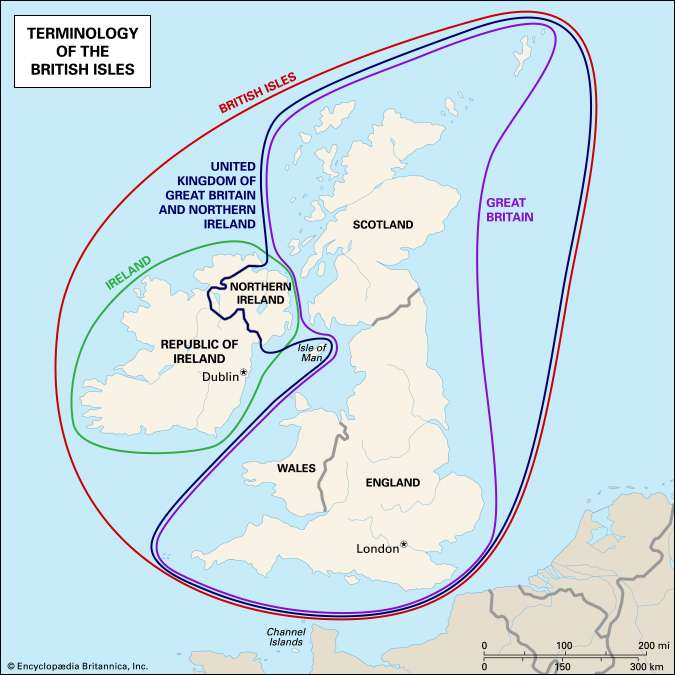 TERMINOLOGY
OF THE
BRITISH ISLES
BRITISH ISLES
UNITED
KINGDOM OF
GREAT BRITAIN
AND NORTHERN
IRELAND
SCOTLAND
GREAT
BRITAIN
IRELAND
NORTHERN
IRELAND
REPUBLIC OF
IRELAND
Isle of
Man
Dublin*
WALES
ENGLAND
London*
Channel
Islands
0 100 200 mi
0 150 300 km
© Encyclopædia Britannica, Inc.